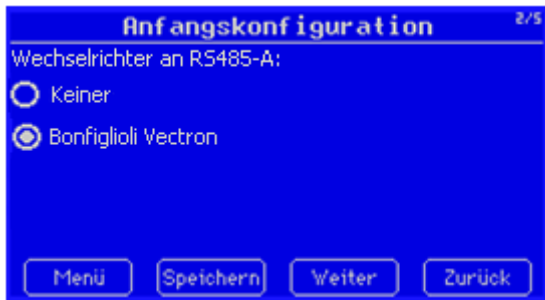 Anfangskonfiguration 2/5
Wechselrichter an RS485-A:
Keiner
Bonfiglioli Vectron
Menü Speichern Weiter Zurück